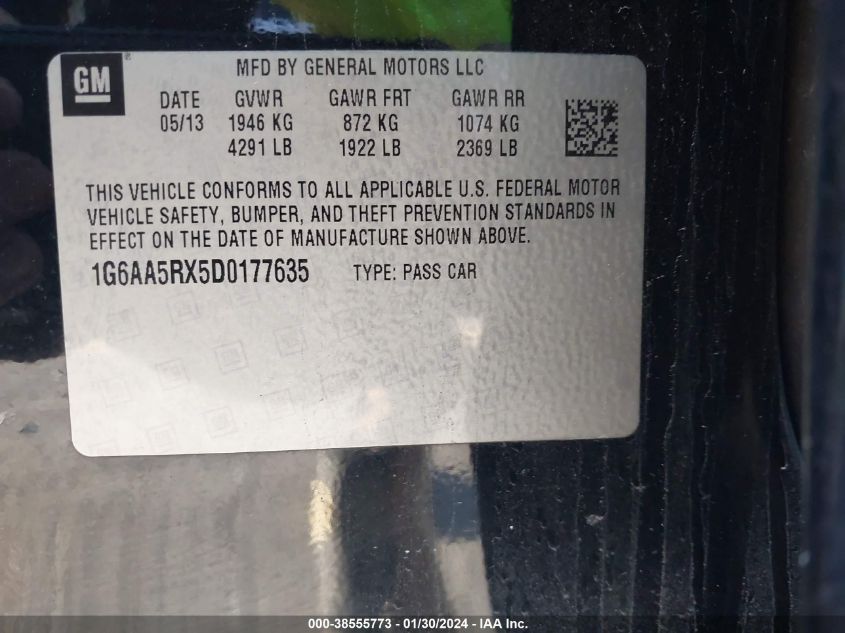 GM
MFD BY GENERAL MOTORS LLC
DATE GVWR GAWR FRT GAWR RR
05/13 1946 KG 872 KG 1074 KG
4291 LB 1922 LB 2369 LB
THIS VEHICLE CONFORMS TO ALL APPLICABLE U.S. FEDERAL MOTOR
VEHICLE SAFETY, BUMPER, AND THEFT PREVENTION STANDARDS IN
EFFECT ON THE DATE OF MANUFACTURE SHOWN ABOVE.
1G6AA5RX5D0177635 TYPE: PASS CAR
000-38555773 - 01/30/2024 - IAA Inc.